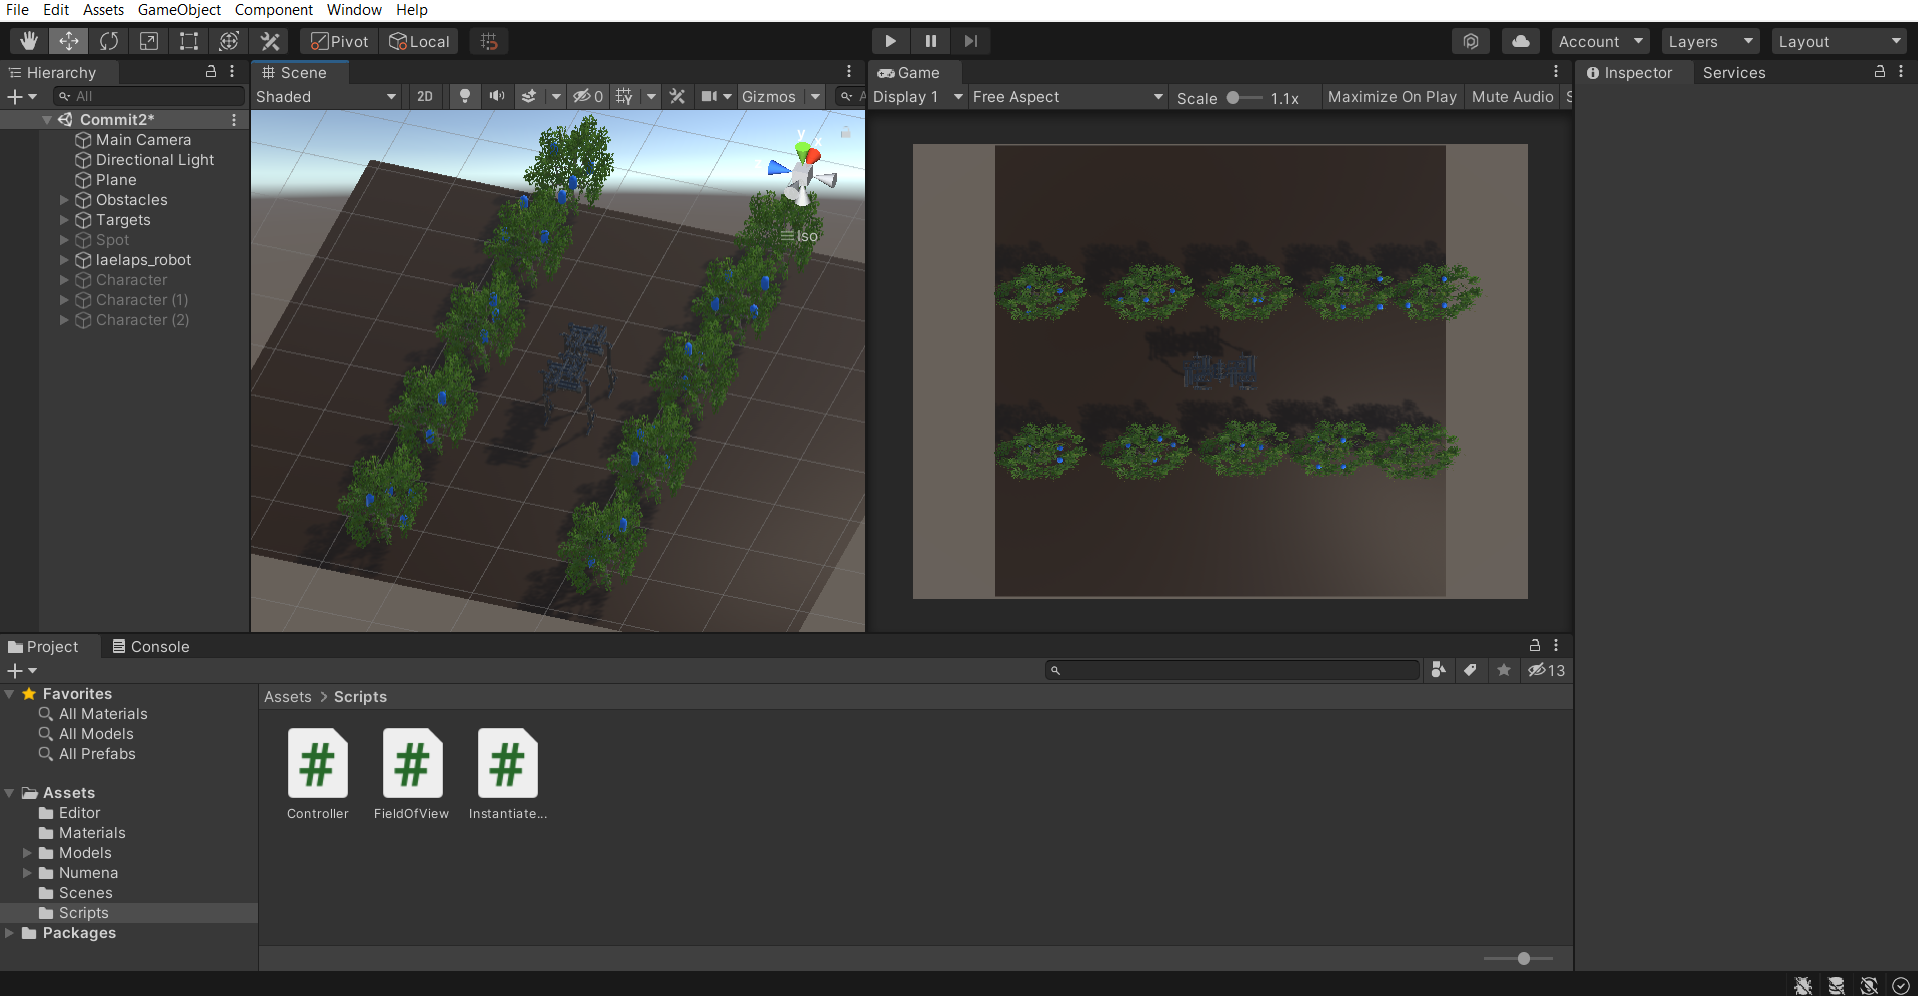 File Edit Assets GameObject Component Window Help
Pivot Local Account Layers Layout
Hierarchy
All
Commit2*
Main Camera
Directional Light
Plane
Obstacles
Targets
Spot
laelaps_robot
Character
Character (1)
Character (2)
Scene
Shaded 2D 0 Gizmos
y
x
Iso
Game
Display 1 Free Aspect Scale 1.1x Maximize On Play Mute Audio S
Inspector Services
Project Console
13
Favorites
All Materials
All Models
All Prefabs
Assets
Editor
Materials
Models
Numena
Scenes
Scripts
Packages
Assets > Scripts
# # #
Controller FieldOfView Instantiate...